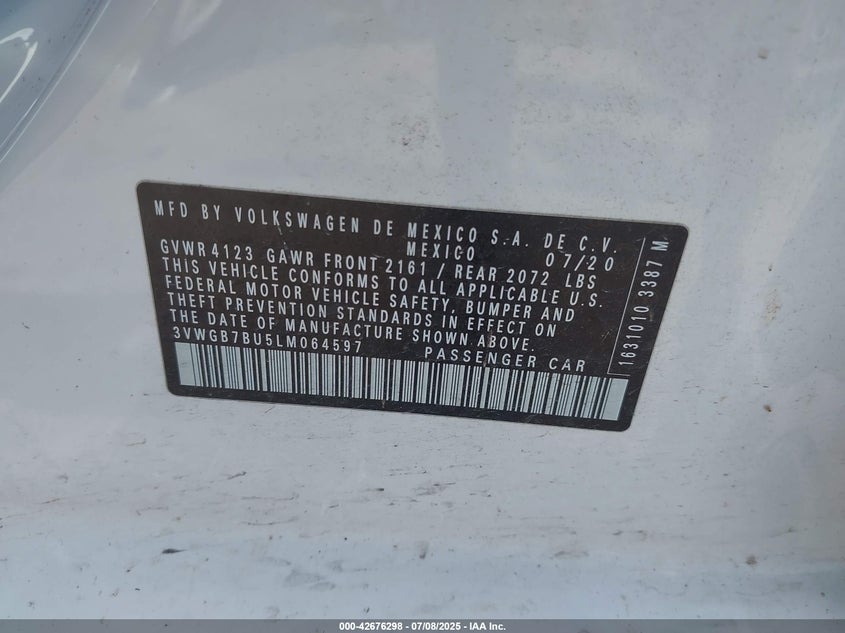 MFD BY VOLKSWAGEN DE MEXICO S.A. DE C.V.
MEXICO 07/20
GVWR 4123 GAWR FRONT 2161 / REAR 2072 LBS
THIS VEHICLE CONFORMS TO ALL APPLICABLE U.S.
FEDERAL MOTOR VEHICLE SAFETY, BUMPER AND
THEFT PREVENTION STANDARDS IN EFFECT ON
THE DATE OF MANUFACTURE SHOWN ABOVE.
3VWGB7BU5LM064597 PASSENGER CAR
1631010 3387 M
000-42676298 - 07/08/2025 - IAA Inc.